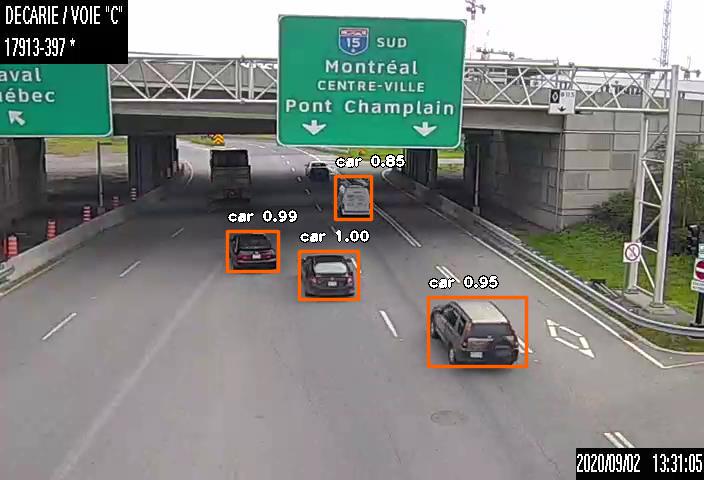 DECARIE / VOIE "C"
17913-397 *
aval
uébec
15 SUD
Montréal
CENTRE-VILLE
Pont Champlain
car 0.85
car 0.99
car 1.00
car 0.95
2020/09/02 13:31:05